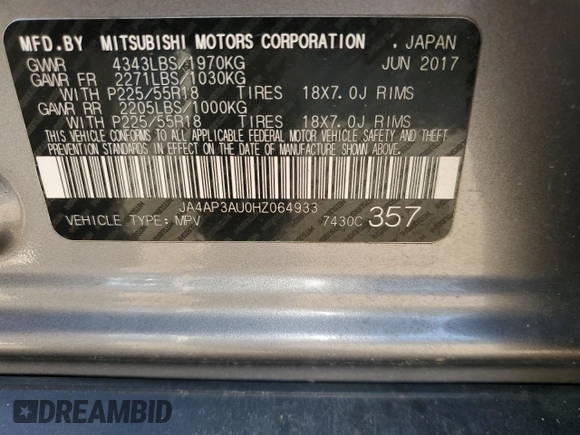 MFD.BY MITSUBISHI MOTORS CORPORATION . JAPAN
GVWR 4343LBS/1970KG JUN 2017
GAWR FR 2271LBS/1030KG
WITH P225/55R18 TIRES 18X7.0J RIMS
GAWR RR 2205LBS/1000KG
WITH P225/55R18 TIRES 18X7.0J RIMS
THIS VEHICLE CONFORMS TO ALL APPLICABLE FEDERAL MOTOR VEHICLE SAFETY AND THEFT
PREVENTION STANDARDS IN EFFECT ON THE DATE OF MANUFACTURE SHOWN ABOVE.
JA4AP3AU0HZ064933
VEHICLE TYPE: MPV 7430C 357
DREAMBID